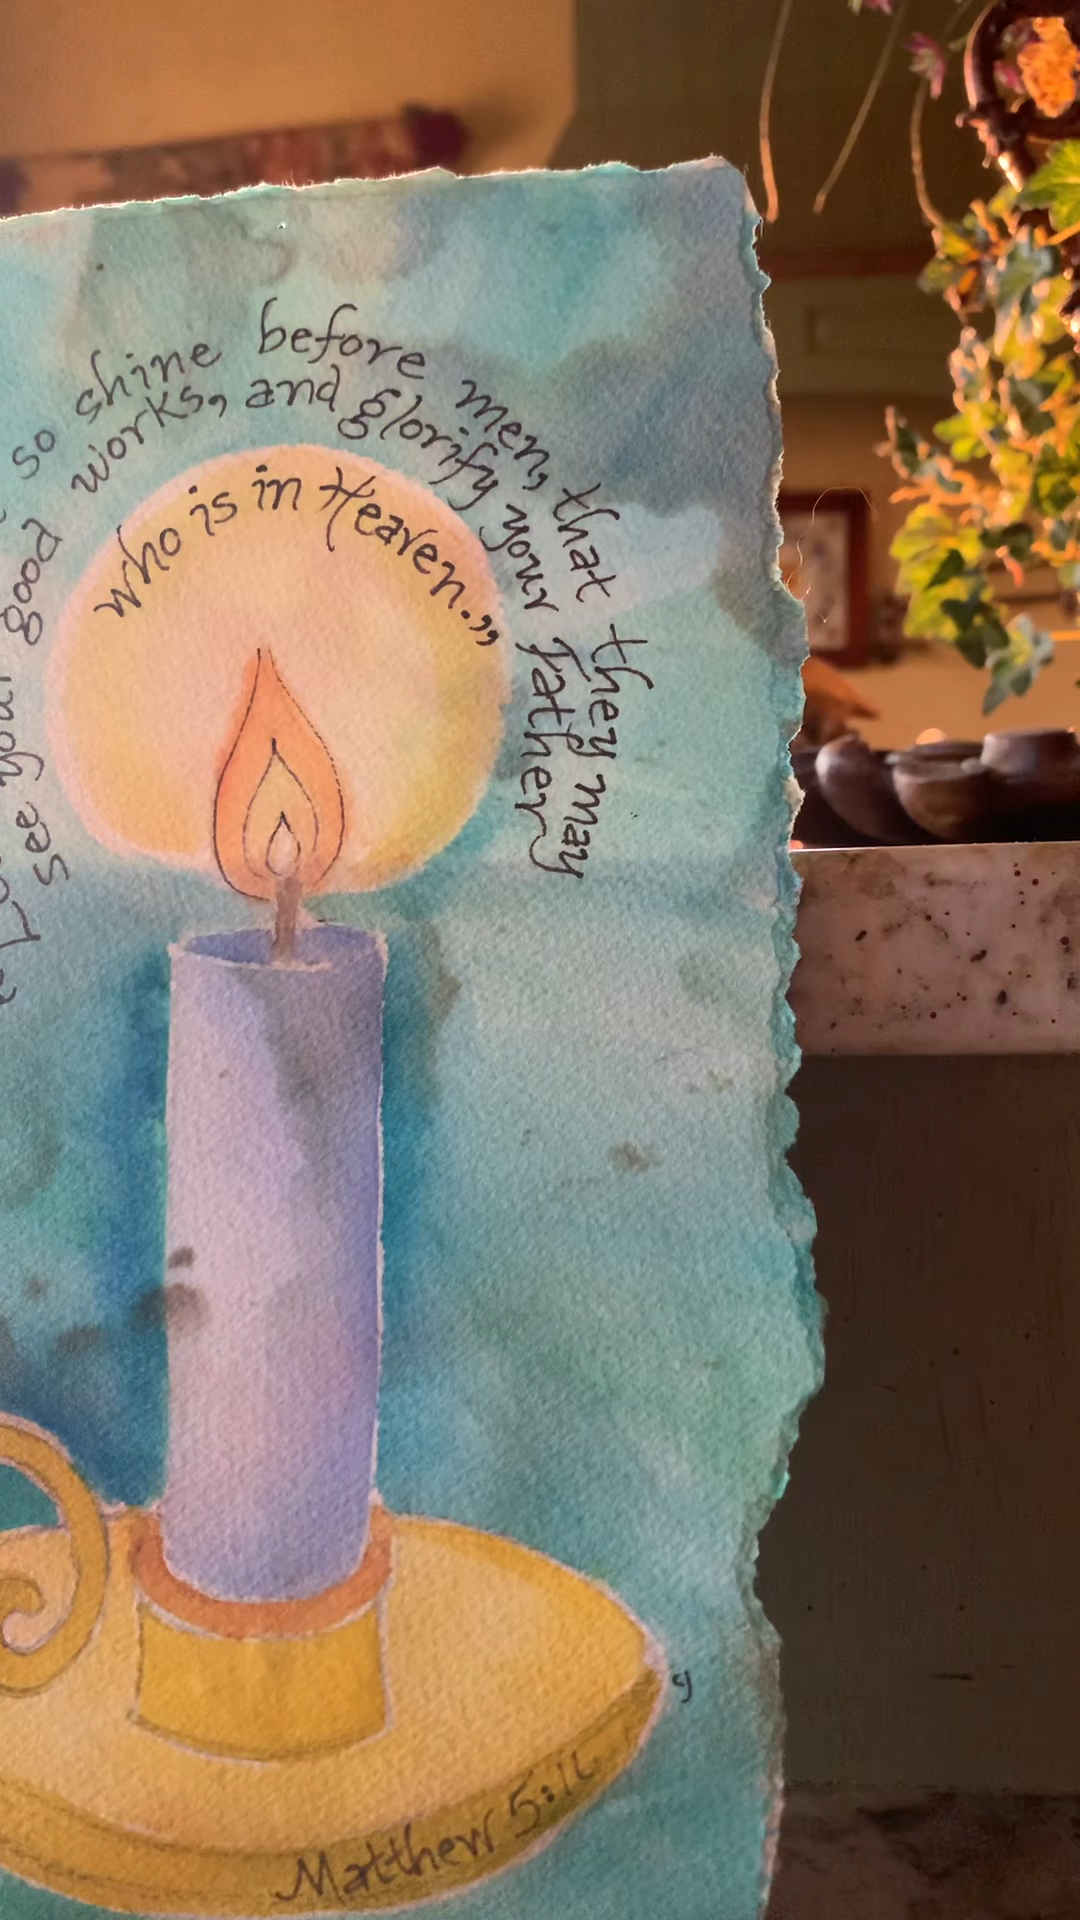 so shine before men, that they may
see your good works, and glorify your Father
who is in Heaven.”
Matthew 5:16